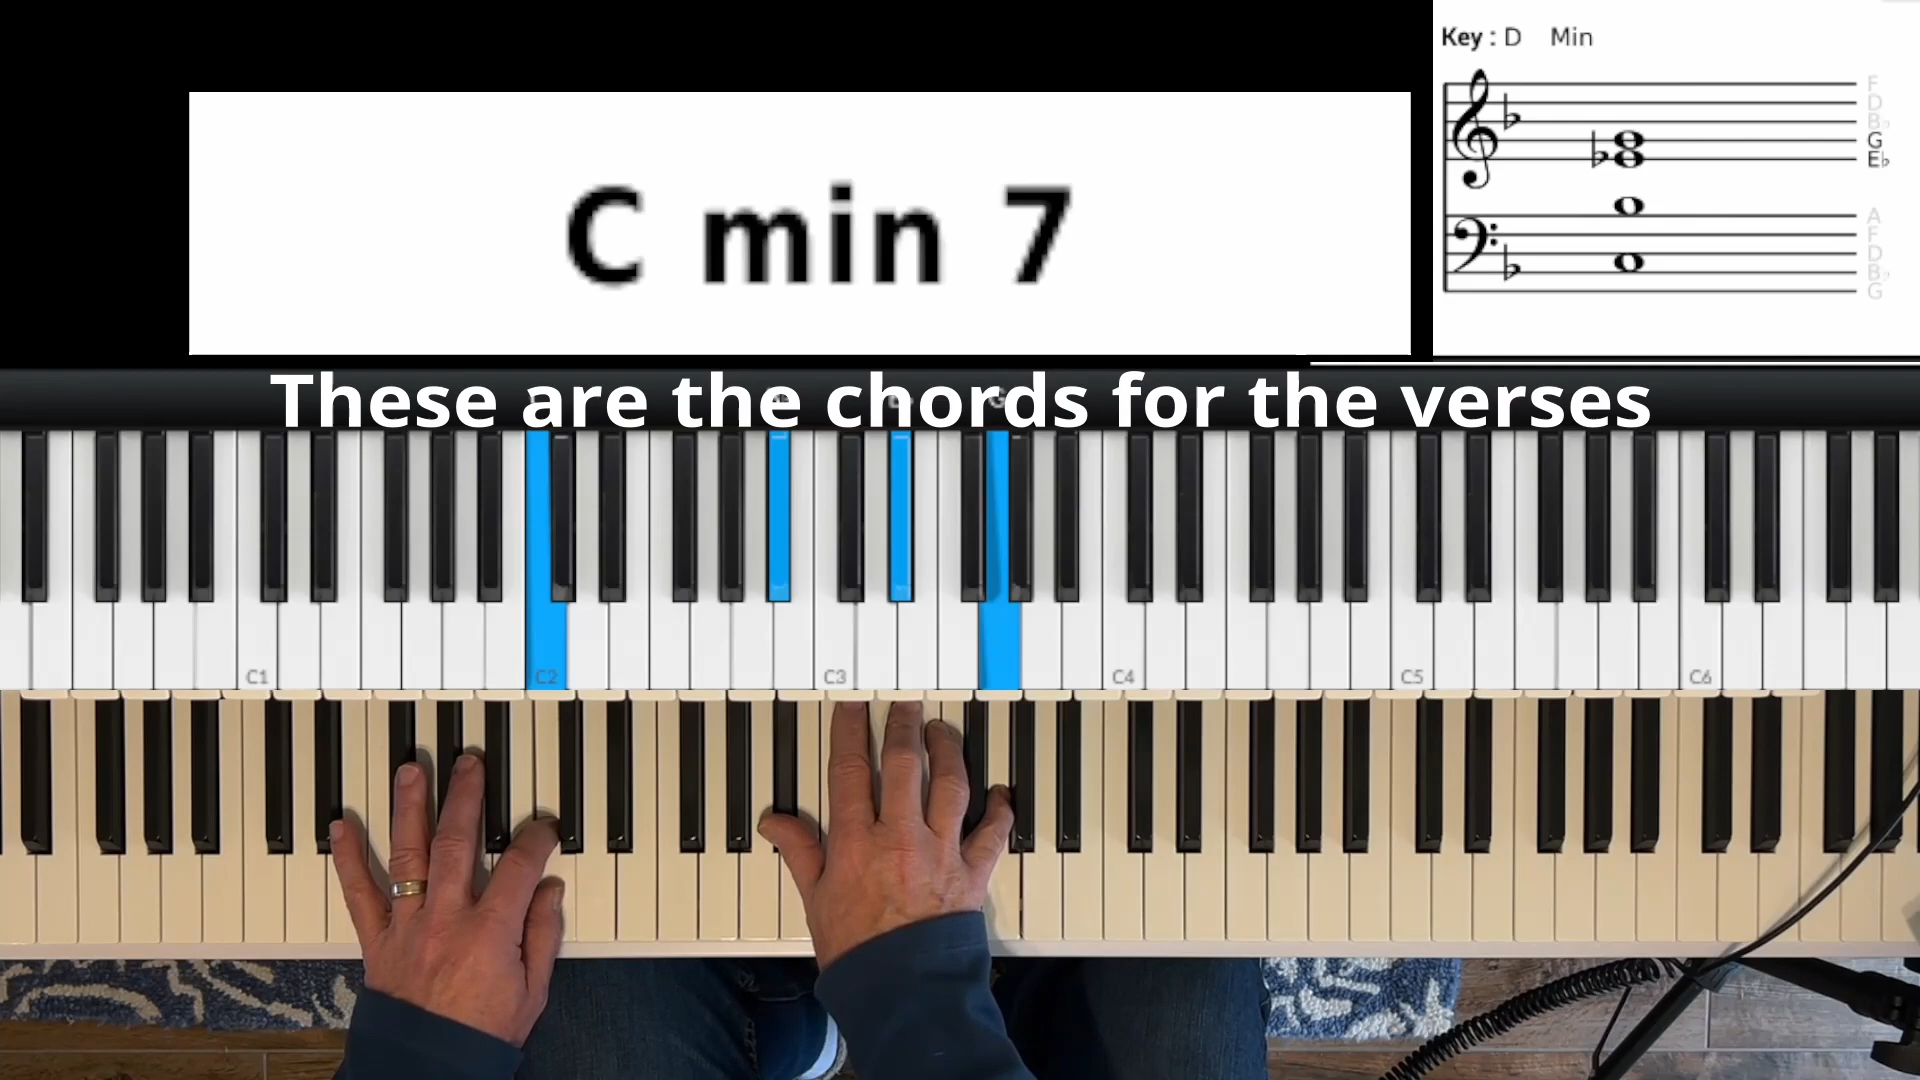 Key : D Min
F
D
B♭
G
E♭
C min 7
A
F
D
B♭
G
These are the chords for the verses
G
C1
C2
C3
C4
C5
C6